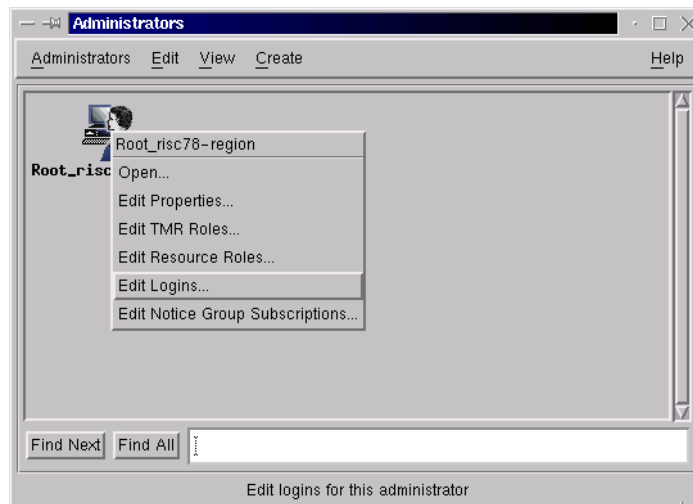 Administrators
Administrators Edit View Create Help
Root_risc
Root_risc78-region
Open...
Edit Properties...
Edit TMR Roles...
Edit Resource Roles...
Edit Logins...
Edit Notice Group Subscriptions...
Find Next Find All
Edit logins for this administrator